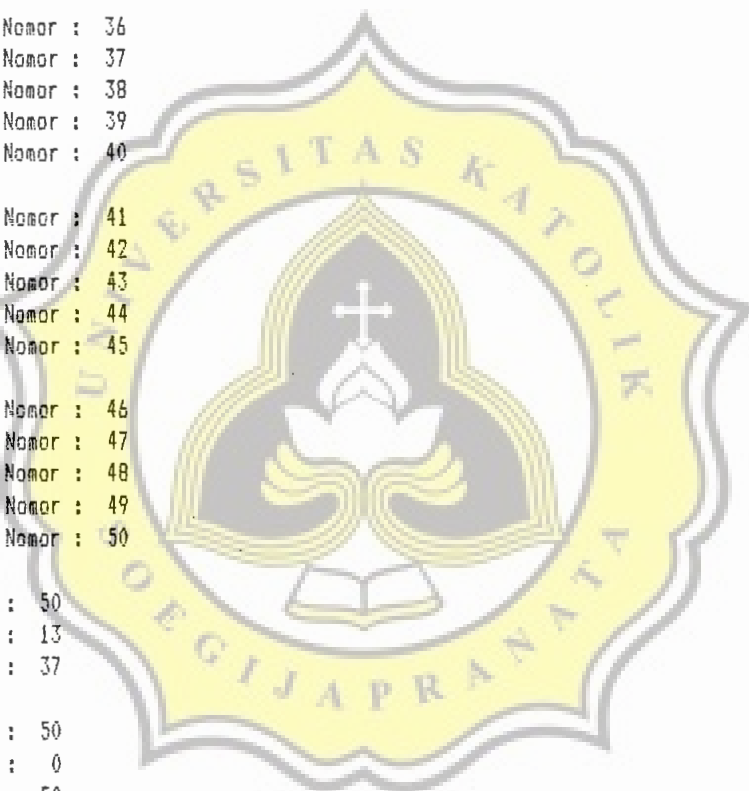 Nomor : 36
Nomor : 37
Nomor : 38
Nomor : 39
Nomor : 40
Nomor : 41
Nomor : 42
Nomor : 43
Nomor : 44
Nomor : 45
Nomor : 46
Nomor : 47
Nomor : 48
Nomor : 49
Nomor : 50
: 50
: 13
: 37
: 50
: 0
UNIVERSITAS KATOLIK
SOEGIJAPRANATA